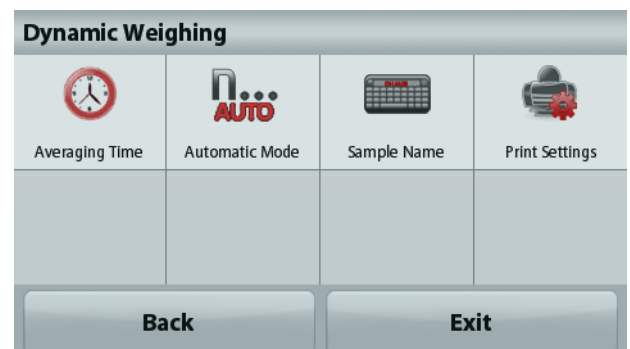 Dynamic Weighing
n...
AUTO
Averaging Time
Automatic Mode
Sample Name
Print Settings
Back
Exit